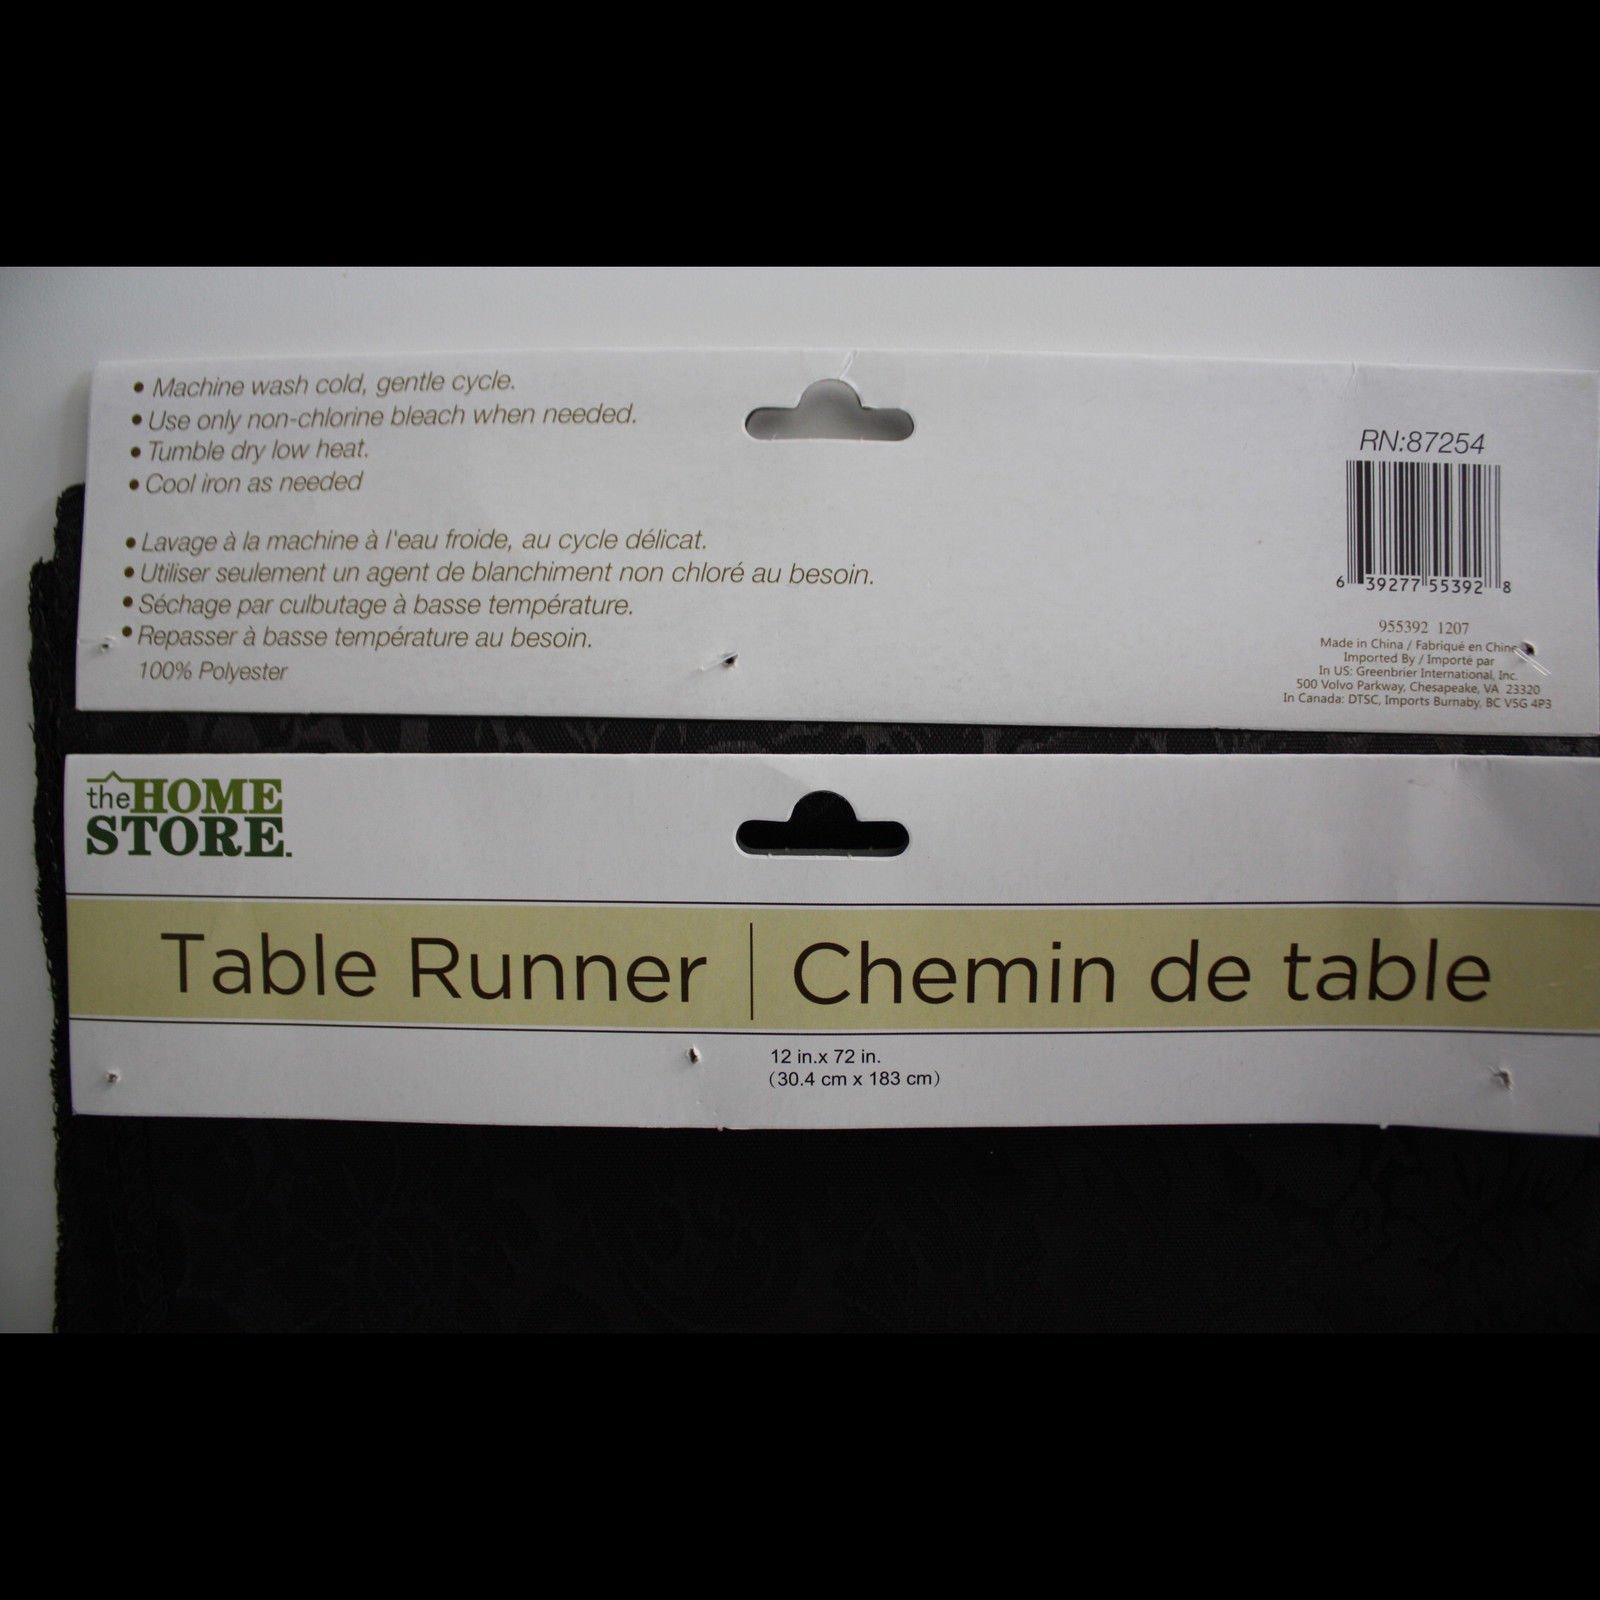 • Machine wash cold, gentle cycle.
• Use only non-chlorine bleach when needed.
• Tumble dry low heat.
• Cool iron as needed
• Lavage à la machine à l'eau froide, au cycle délicat.
• Utiliser seulement un agent de blanchiment non chloré au besoin.
• Séchage par culbutage à basse température.
• Repasser à basse température au besoin.
100% Polyester
RN:87254
6 39277 55392 8
955392 1207
Made in China / Fabriqué en Chine
Imported By / Importé par
In US: Greenbrier International, Inc.
500 Volvo Parkway, Chesapeake, VA 23320
In Canada: DTSC, Imports Burnaby, BC V5G 4P3
the HOME
STORE.
Table Runner | Chemin de table
12 in.x 72 in.
(30.4 cm x 183 cm)